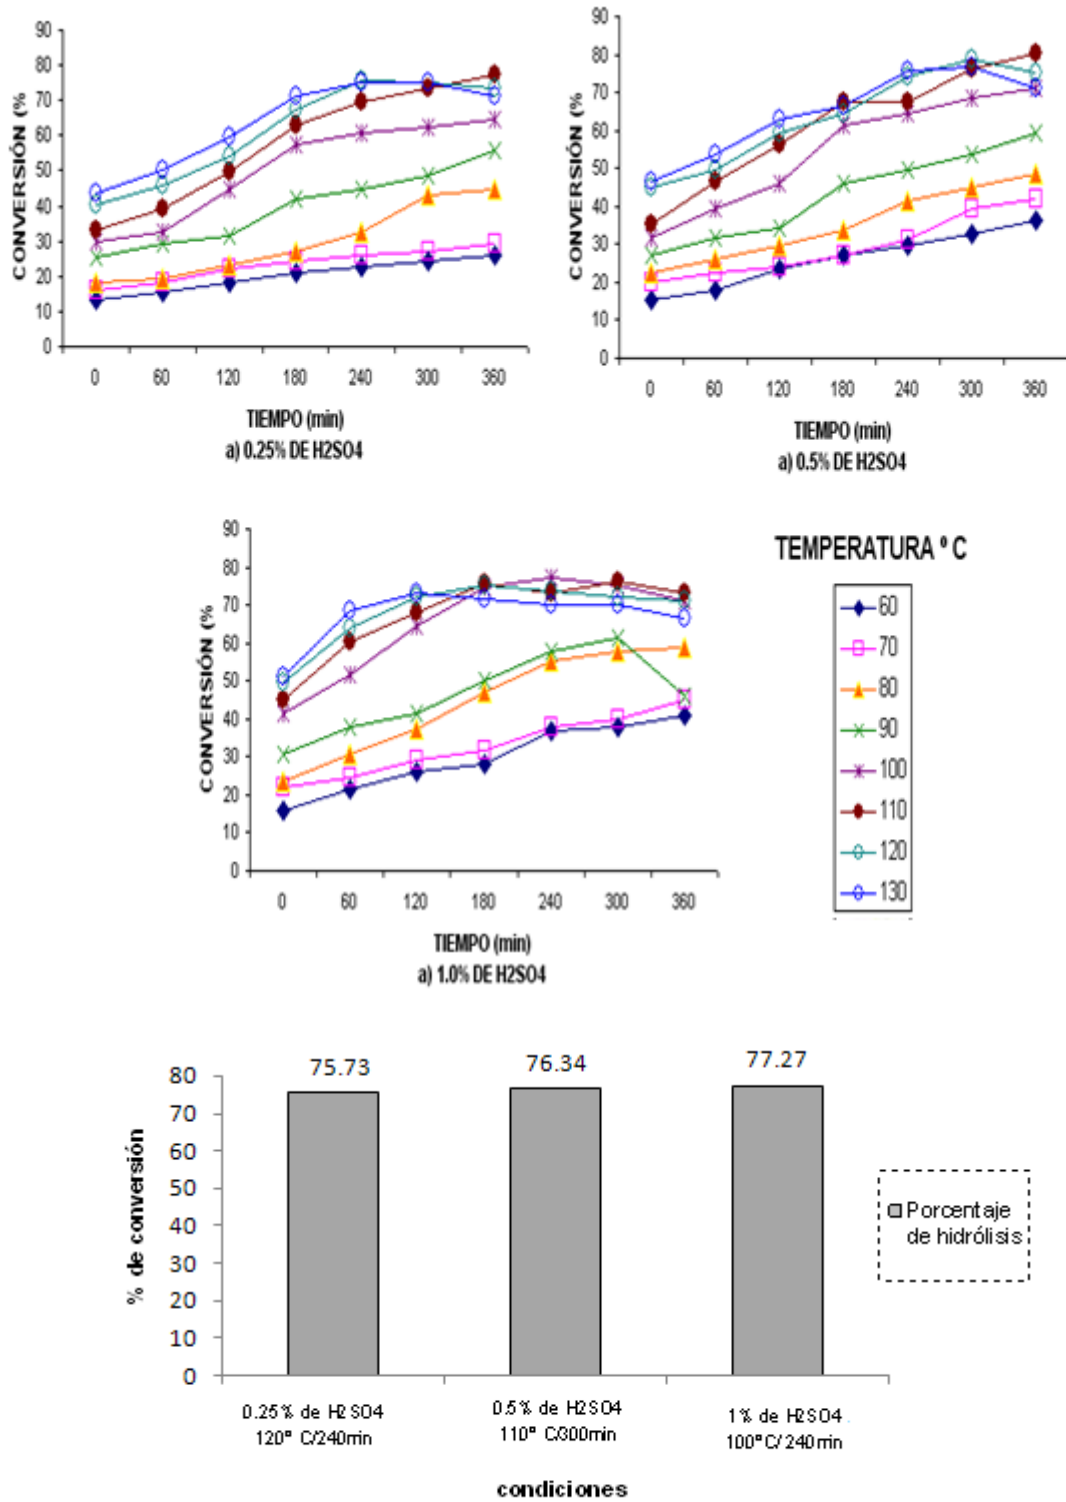 90
80
70
60
50
40
30
20
10
0
CONVERSIÓN (%
0 60 120 180 240 300 360
TIEMPO (min)
a) 0.25% DE H2SO4
90
80
70
60
50
40
30
20
10
0
CONVERSIÓN (%
0 60 120 180 240 300 360
TIEMPO (min)
a) 0.5% DE H2SO4
90
80
70
60
50
40
30
20
10
0
CONVERSIÓN (%
0 60 120 180 240 300 360
TIEMPO (min)
a) 1.0% DE H2SO4
TEMPERATURA º C
60
70
80
90
100
110
120
130
80
70
60
50
40
30
20
10
0
% de conversión
75.73 76.34 77.27
0.25% de H2SO4
120º C/240min
0.5% de H2SO4
110º C/300min
1% de H2SO4
100ºC/ 240min
condiciones
Porcentaje
de hidrólisis